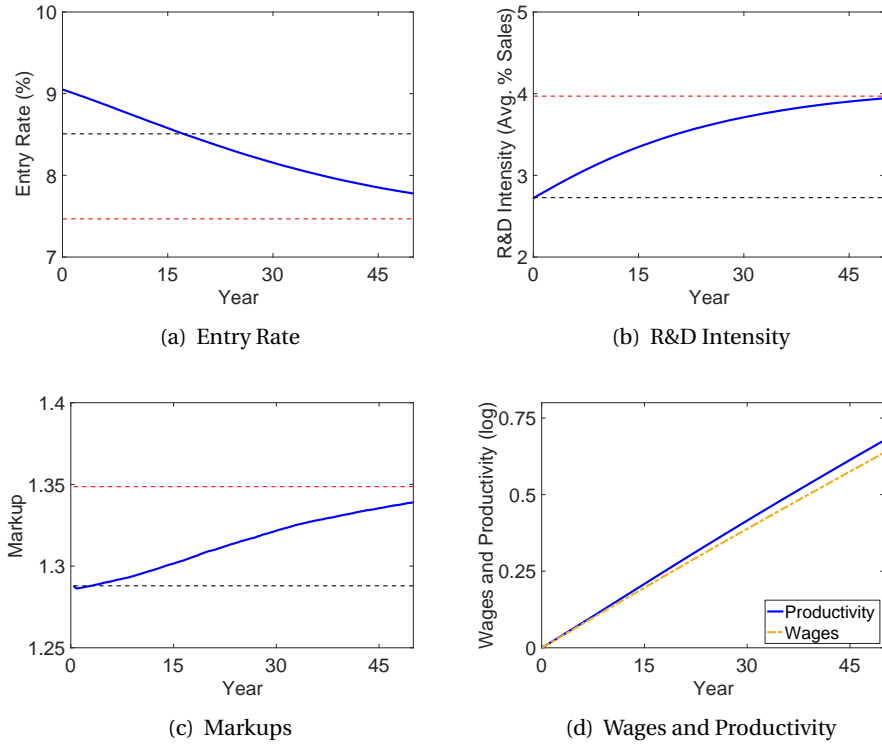 10
9
8
7
Entry Rate (%)
0
15
30
45
Year
(a) Entry Rate
5
4
3
2
R&D Intensity (Avg. % Sales)
0
15
30
45
Year
(b) R&D Intensity
1.4
1.35
1.3
1.25
Markup
0
15
30
45
Year
(c) Markups
0.75
0.5
0.25
0
Wages and Productivity (log)
Productivity
Wages
0
15
30
45
Year
(d) Wages and Productivity